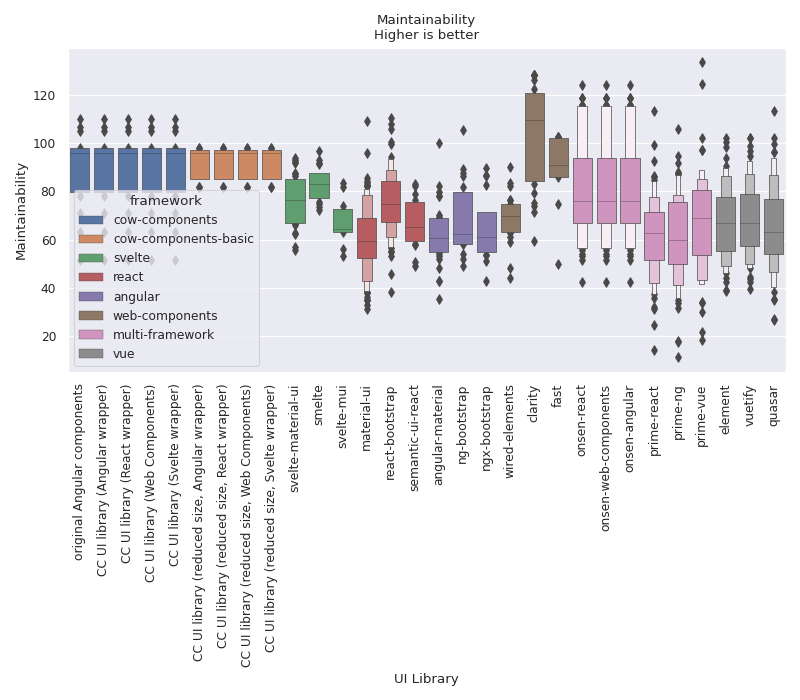 Maintainability
Higher is better
Maintainability
120
100
80
60
40
20
framework
cow-components
cow-components-basic
svelte
react
angular
web-components
multi-framework
vue
original Angular components
CC UI library (Angular wrapper)
CC UI library (React wrapper)
CC UI library (Web Components)
CC UI library (Svelte wrapper)
CC UI library (reduced size, Angular wrapper)
CC UI library (reduced size, React wrapper)
CC UI library (reduced size, Web Components)
CC UI library (reduced size, Svelte wrapper)
svelte-material-ui
smelte
svelte-mui
material-ui
react-bootstrap
semantic-ui-react
angular-material
ng-bootstrap
ngx-bootstrap
wired-elements
clarity
fast
onsen-react
onsen-web-components
onsen-angular
prime-react
prime-ng
prime-vue
element
vuetify
quasar
UI Library